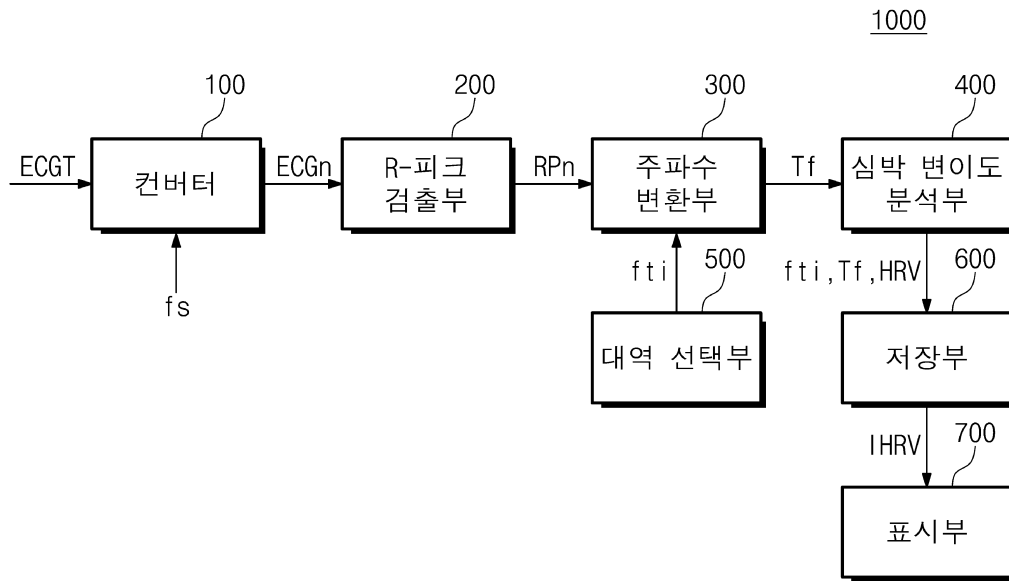 1000
100
200
300
400
ECGT
컨버터
ECGn
R-피크
검출부
RPn
주파수
변환부
Tf
심박 변이도
분석부
fs
fti
500
fti,Tf,HRV
600
대역 선택부
저장부
IHRV
700
표시부